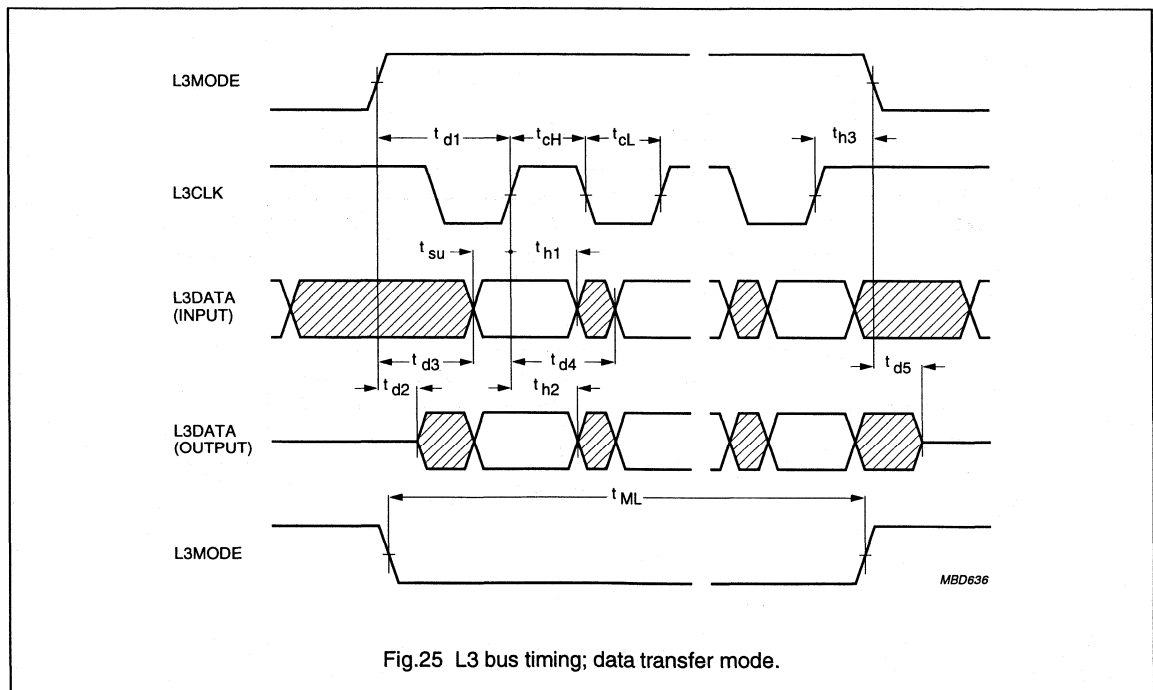 L3MODE
t d1
t cH
t cL
t h3
L3CLK
t su
t h1
L3DATA
(INPUT)
t d3
t d4
t d5
t d2
t h2
L3DATA
(OUTPUT)
t ML
L3MODE
MBD636
Fig.25 L3 bus timing; data transfer mode.